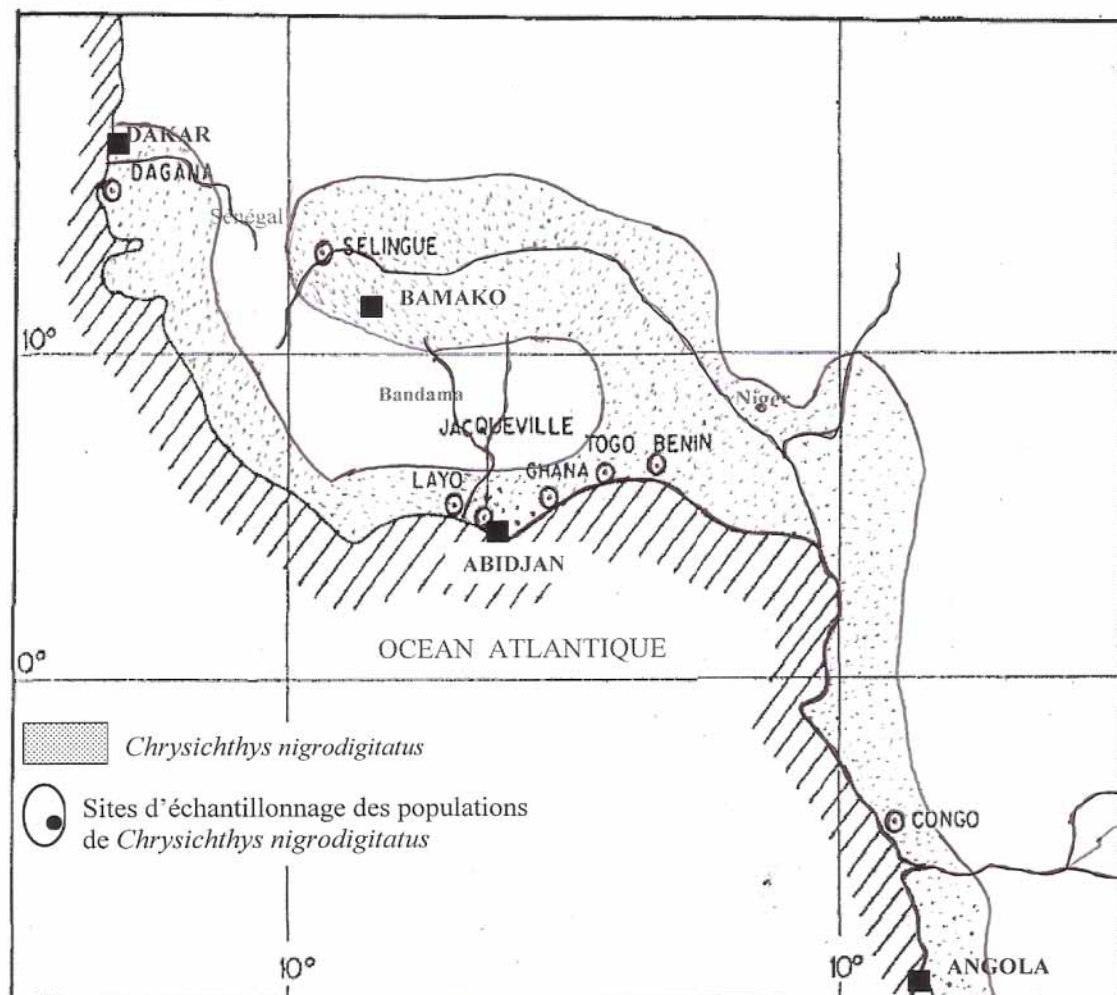 DAKAR
DAGANA
Sénégal
SELINGUE
BAMAKO
10°
Bandama
Niger
JACQUEVILLE
TOGO BENIN
GHANA
LAYO
ABIDJAN
OCEAN ATLANTIQUE
0°
Chrysichthys nigrodigitatus
Sites d'échantillonnage des populations
de Chrysichthys nigrodigitatus
CONGO
10° 10°
ANGOLA